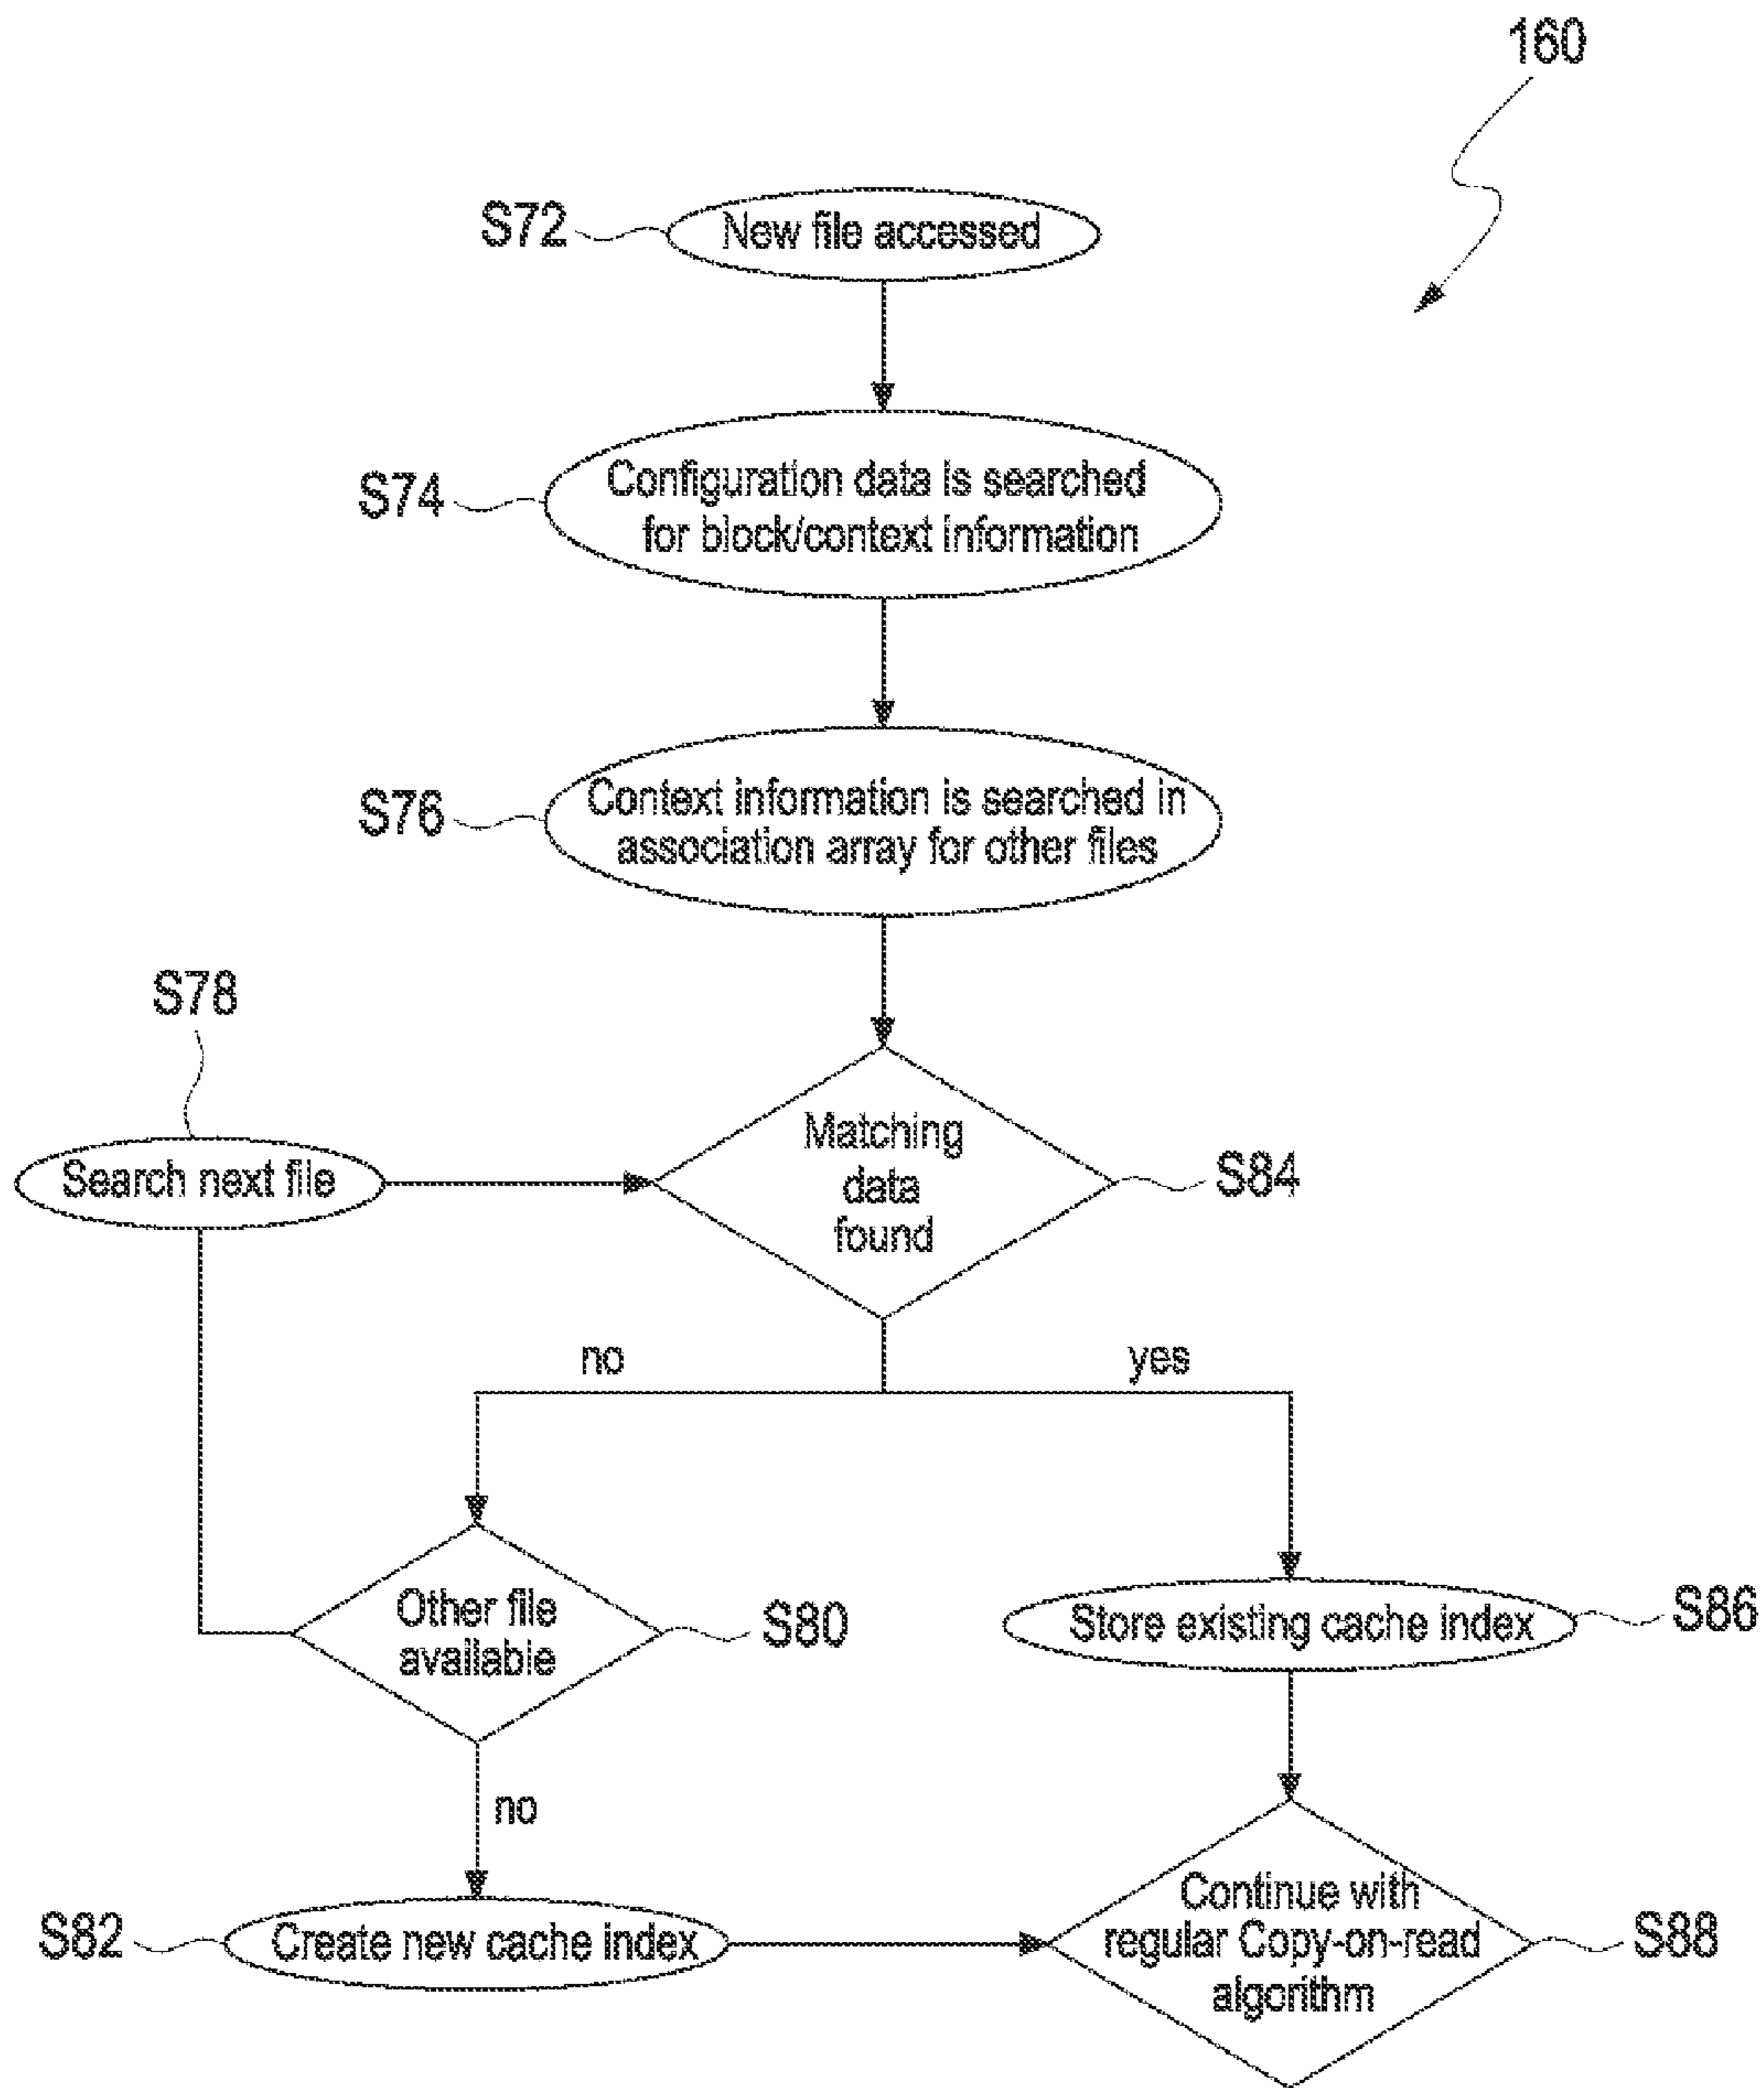 160
S72
New file accessed
S74
Configuration data is searched
for block/context information
S76
Context information is searched in
association array for other files
S78
Search next file
Matching
data
found
S84
no
yes
Other file
available
S80
Store existing cache index
S86
no
S82
Create new cache index
Continue with
regular Copy-on-read
algorithm
S88